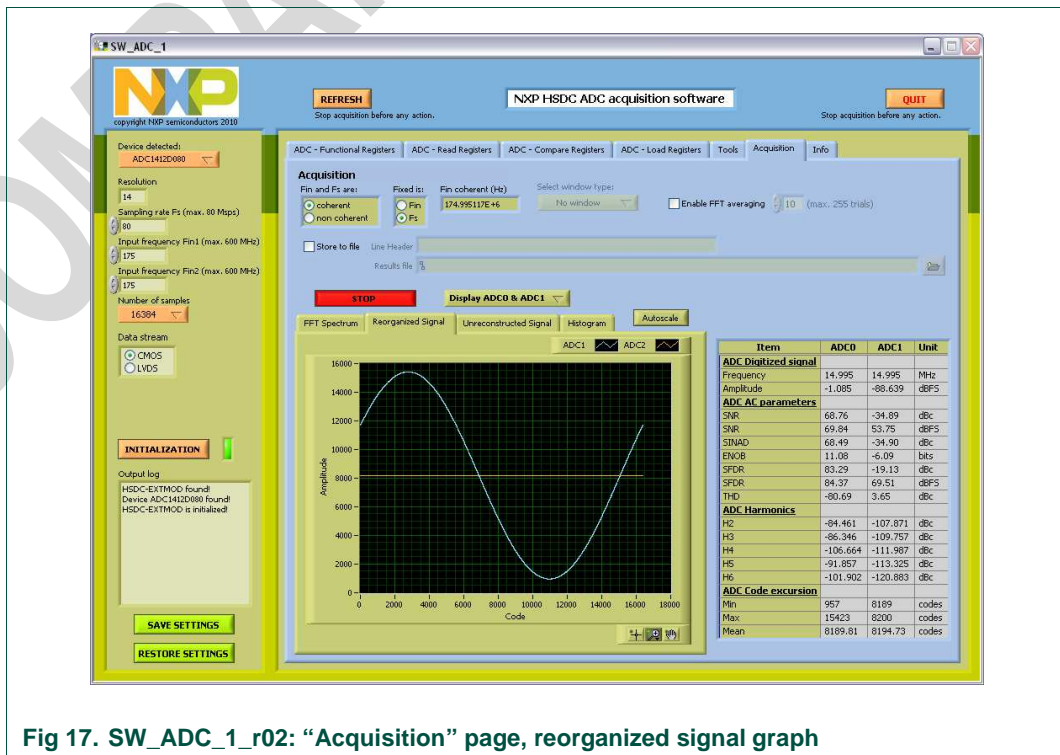 SW_ADC_1
NXP
copyright NXP semiconductors 2010
REFRESH
Stop acquisition before any action.
NXP HSDC ADC acquisition software
QUIT
Stop acquisition before any action.
Device detected:
ADC1412D080
Resolution
14
Sampling rate Fs (max. 80 Msps)
80
Input frequency Fin1 (max. 600 MHz)
175
Input frequency Fin2 (max. 600 MHz)
175
Number of samples
16384
Data stream
CMOS
LVDS
INITIALIZATION
Output log
HSDC-EXTMOD found!
Device ADC1412D080 found!
HSDC-EXTMOD is initialized!
SAVE SETTINGS
RESTORE SETTINGS
ADC - Functional Registers ADC - Read Registers ADC - Compare Registers ADC - Load Registers Tools Acquisition Info
Acquisition
Fin and Fs are: Fixed is: Fin coherent (Hz) Select window type:
coherent Fin 174.995117E+6 No window Enable FFT averaging 10 (max. 255 trials)
non coherent Fs
Store to file Line Header
Results file
STOP Display ADC0 & ADC1
FFT Spectrum Reorganized Signal Unreconstructed Signal Histogram Autoscale
ADC1 ADC2
16000
14000
12000
10000
8000
6000
4000
2000
0
Amplitude
0 2000 4000 6000 8000 10000 12000 14000 16000 18000
Code
Item ADC0 ADC1 Unit
ADC Digitized signal
Frequency 14.995 14.995 MHz
Amplitude -1.085 -88.639 dBFS
ADC AC parameters
SNR 68.76 -34.89 dBc
SNR 69.84 53.75 dBFS
SINAD 68.49 -34.90 dBc
ENOB 11.08 -6.09 bits
SFDR 83.29 -19.13 dBc
SFDR 84.37 69.51 dBFS
THD -80.69 3.65 dBc
ADC Harmonics
H2 -84.461 -107.871 dBc
H3 -86.346 -109.757 dBc
H4 -106.664 -111.987 dBc
H5 -91.857 -113.325 dBc
H6 -101.902 -120.883 dBc
ADC Code excursion
Min 957 8189 codes
Max 15423 8200 codes
Mean 8189.81 8194.73 codes
Fig 17. SW_ADC_1_r02: “Acquisition” page, reorganized signal graph